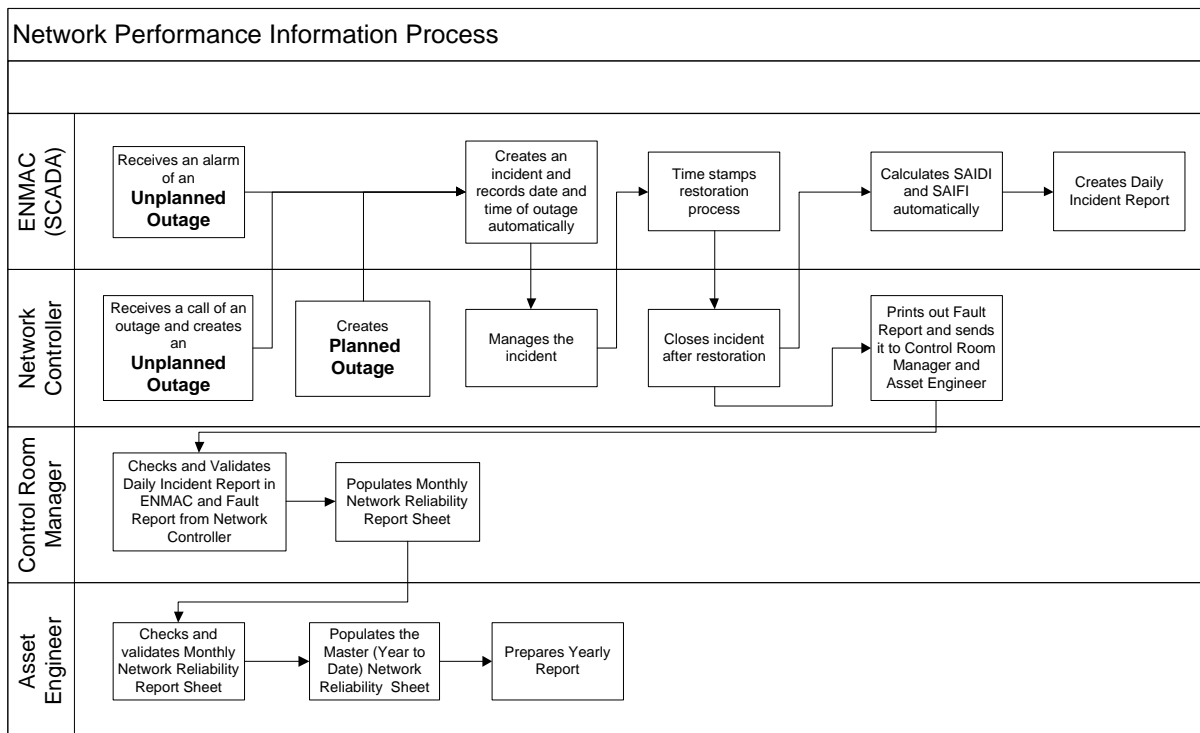 Network Performance Information Process
ENMAC
(SCADA)
Receives an alarm
of an
Unplanned
Outage
Creates an
incident and
records date and
time of outage
automatically
Time stamps
restoration
process
Calculates SAIDI
and SAIFI
automatically
Creates Daily
Incident Report
Network
Controller
Receives a call of an
outage and creates
an
Unplanned
Outage
Creates
Planned
Outage
Manages the
incident
Closes incident
after restoration
Prints out Fault
Report and sends
it to Control Room
Manager and
Asset Engineer
Control Room
Manager
Checks and Validates
Daily Incident Report in
ENMAC and Fault
Report from Network
Controller
Populates Monthly
Network Reliability
Report Sheet
Asset
Engineer
Checks and
validates Monthly
Network Reliability
Report Sheet
Populates the
Master (Year to
Date) Network
Reliability Sheet
Prepares Yearly
Report